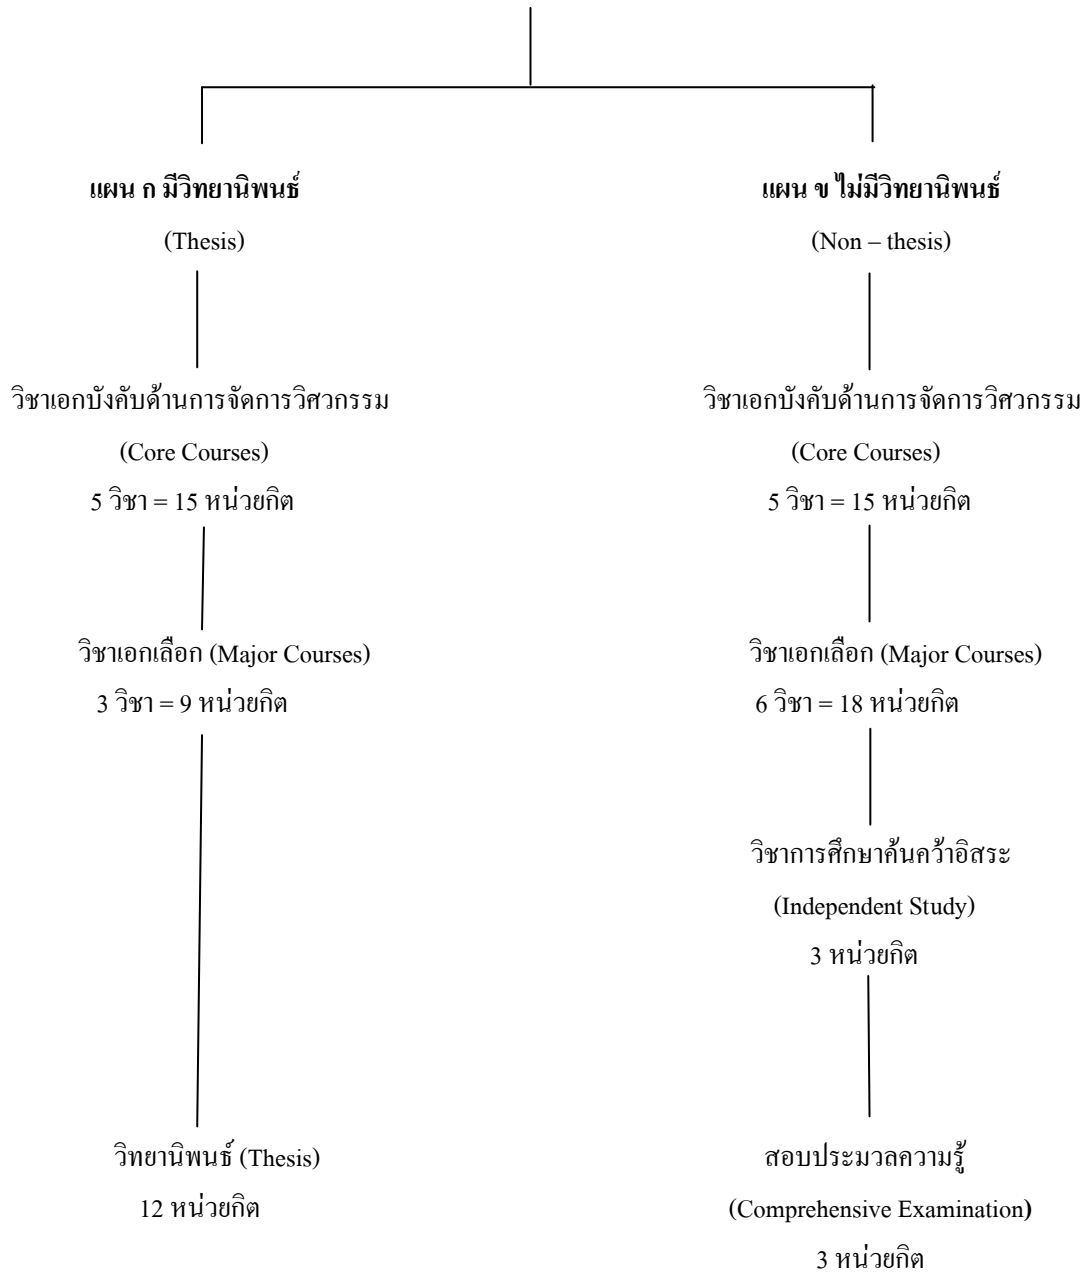 แผน ก มีวิทยานิพนธ์
(Thesis)
วิชาเอกบังคับด้านการจัดการวิศวกรรม
(Core Courses)
5 วิชา = 15 หน่วยกิต
วิชาเอกเลือก (Major Courses)
3 วิชา = 9 หน่วยกิต
วิทยานิพนธ์ (Thesis)
12 หน่วยกิต
แผน ข ไม่มีวิทยานิพนธ์
(Non – thesis)
วิชาเอกบังคับด้านการจัดการวิศวกรรม
(Core Courses)
5 วิชา = 15 หน่วยกิต
วิชาเอกเลือก (Major Courses)
6 วิชา = 18 หน่วยกิต
วิชาการศึกษาค้นคว้าอิสระ
(Independent Study)
3 หน่วยกิต
สอบประมวลความรู้
(Comprehensive Examination)
3 หน่วยกิต